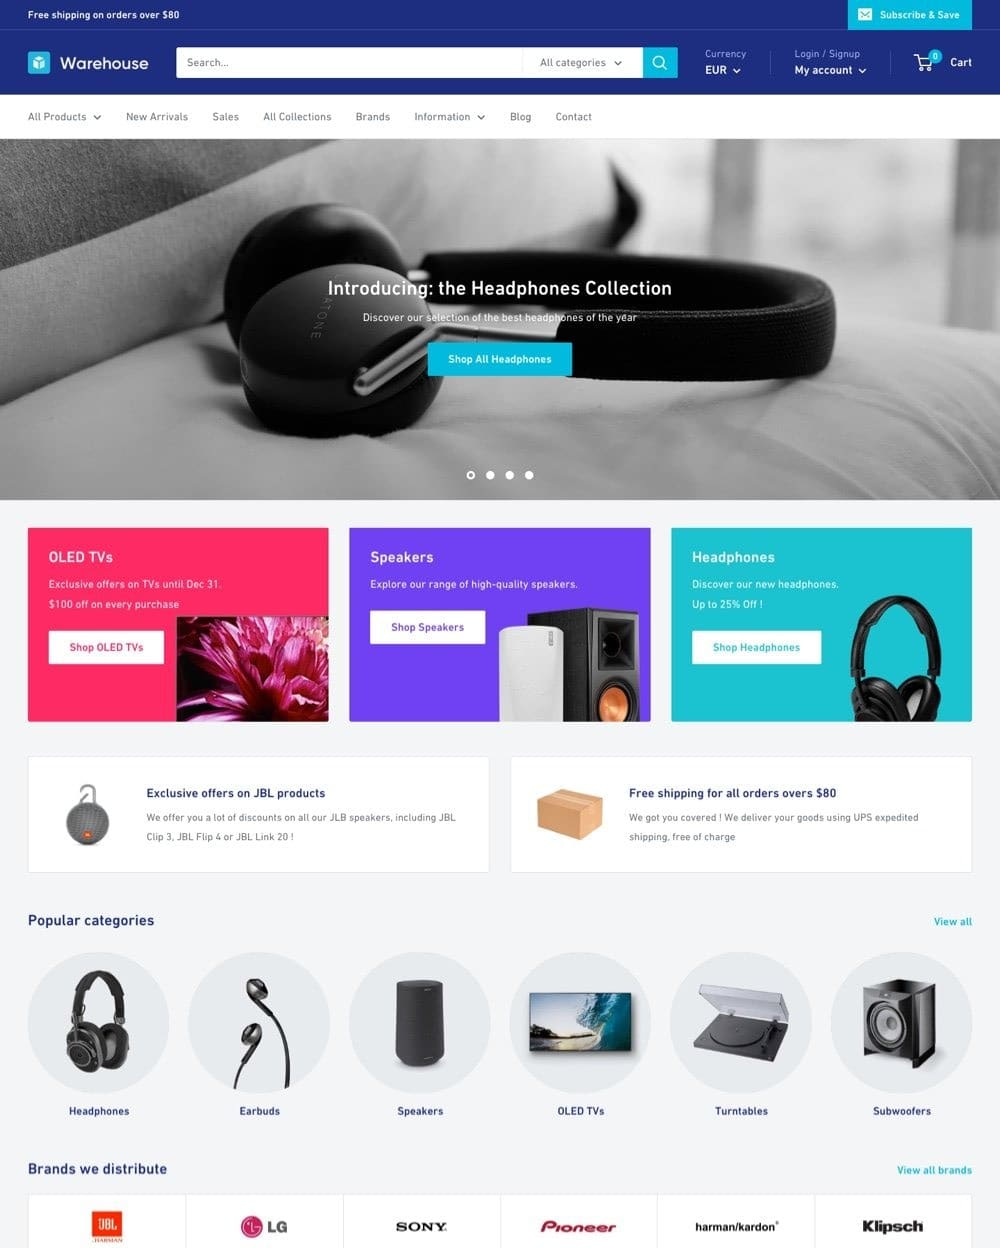 Free shipping on orders over $80
Subscribe & Save
Warehouse
Search...
All categories
Currency
EUR
Login / Signup
My account
0
Cart
All Products
New Arrivals
Sales
All Collections
Brands
Information
Blog
Contact
Introducing: the Headphones Collection
Discover our selection of the best headphones of the year
Shop All Headphones
OLED TVs
Exclusive offers on TVs until Dec 31.
$100 off on every purchase
Shop OLED TVs
Speakers
Explore our range of high-quality speakers.
Shop Speakers
Headphones
Discover our new headphones.
Up to 25% Off !
Shop Headphones
Exclusive offers on JBL products
We offer you a lot of discounts on all our JLB speakers, including JBL
Clip 3, JBL Flip 4 or JBL Link 20 !
Free shipping for all orders overs $80
We got you covered ! We deliver your goods using UPS expedited
shipping, free of charge
Popular categories
View all
Headphones
Earbuds
Speakers
OLED TVs
Turntables
Subwoofers
Brands we distribute
View all brands
JBL
HARMAN
LG
SONY
Pioneer
harman/kardon
Klipsch